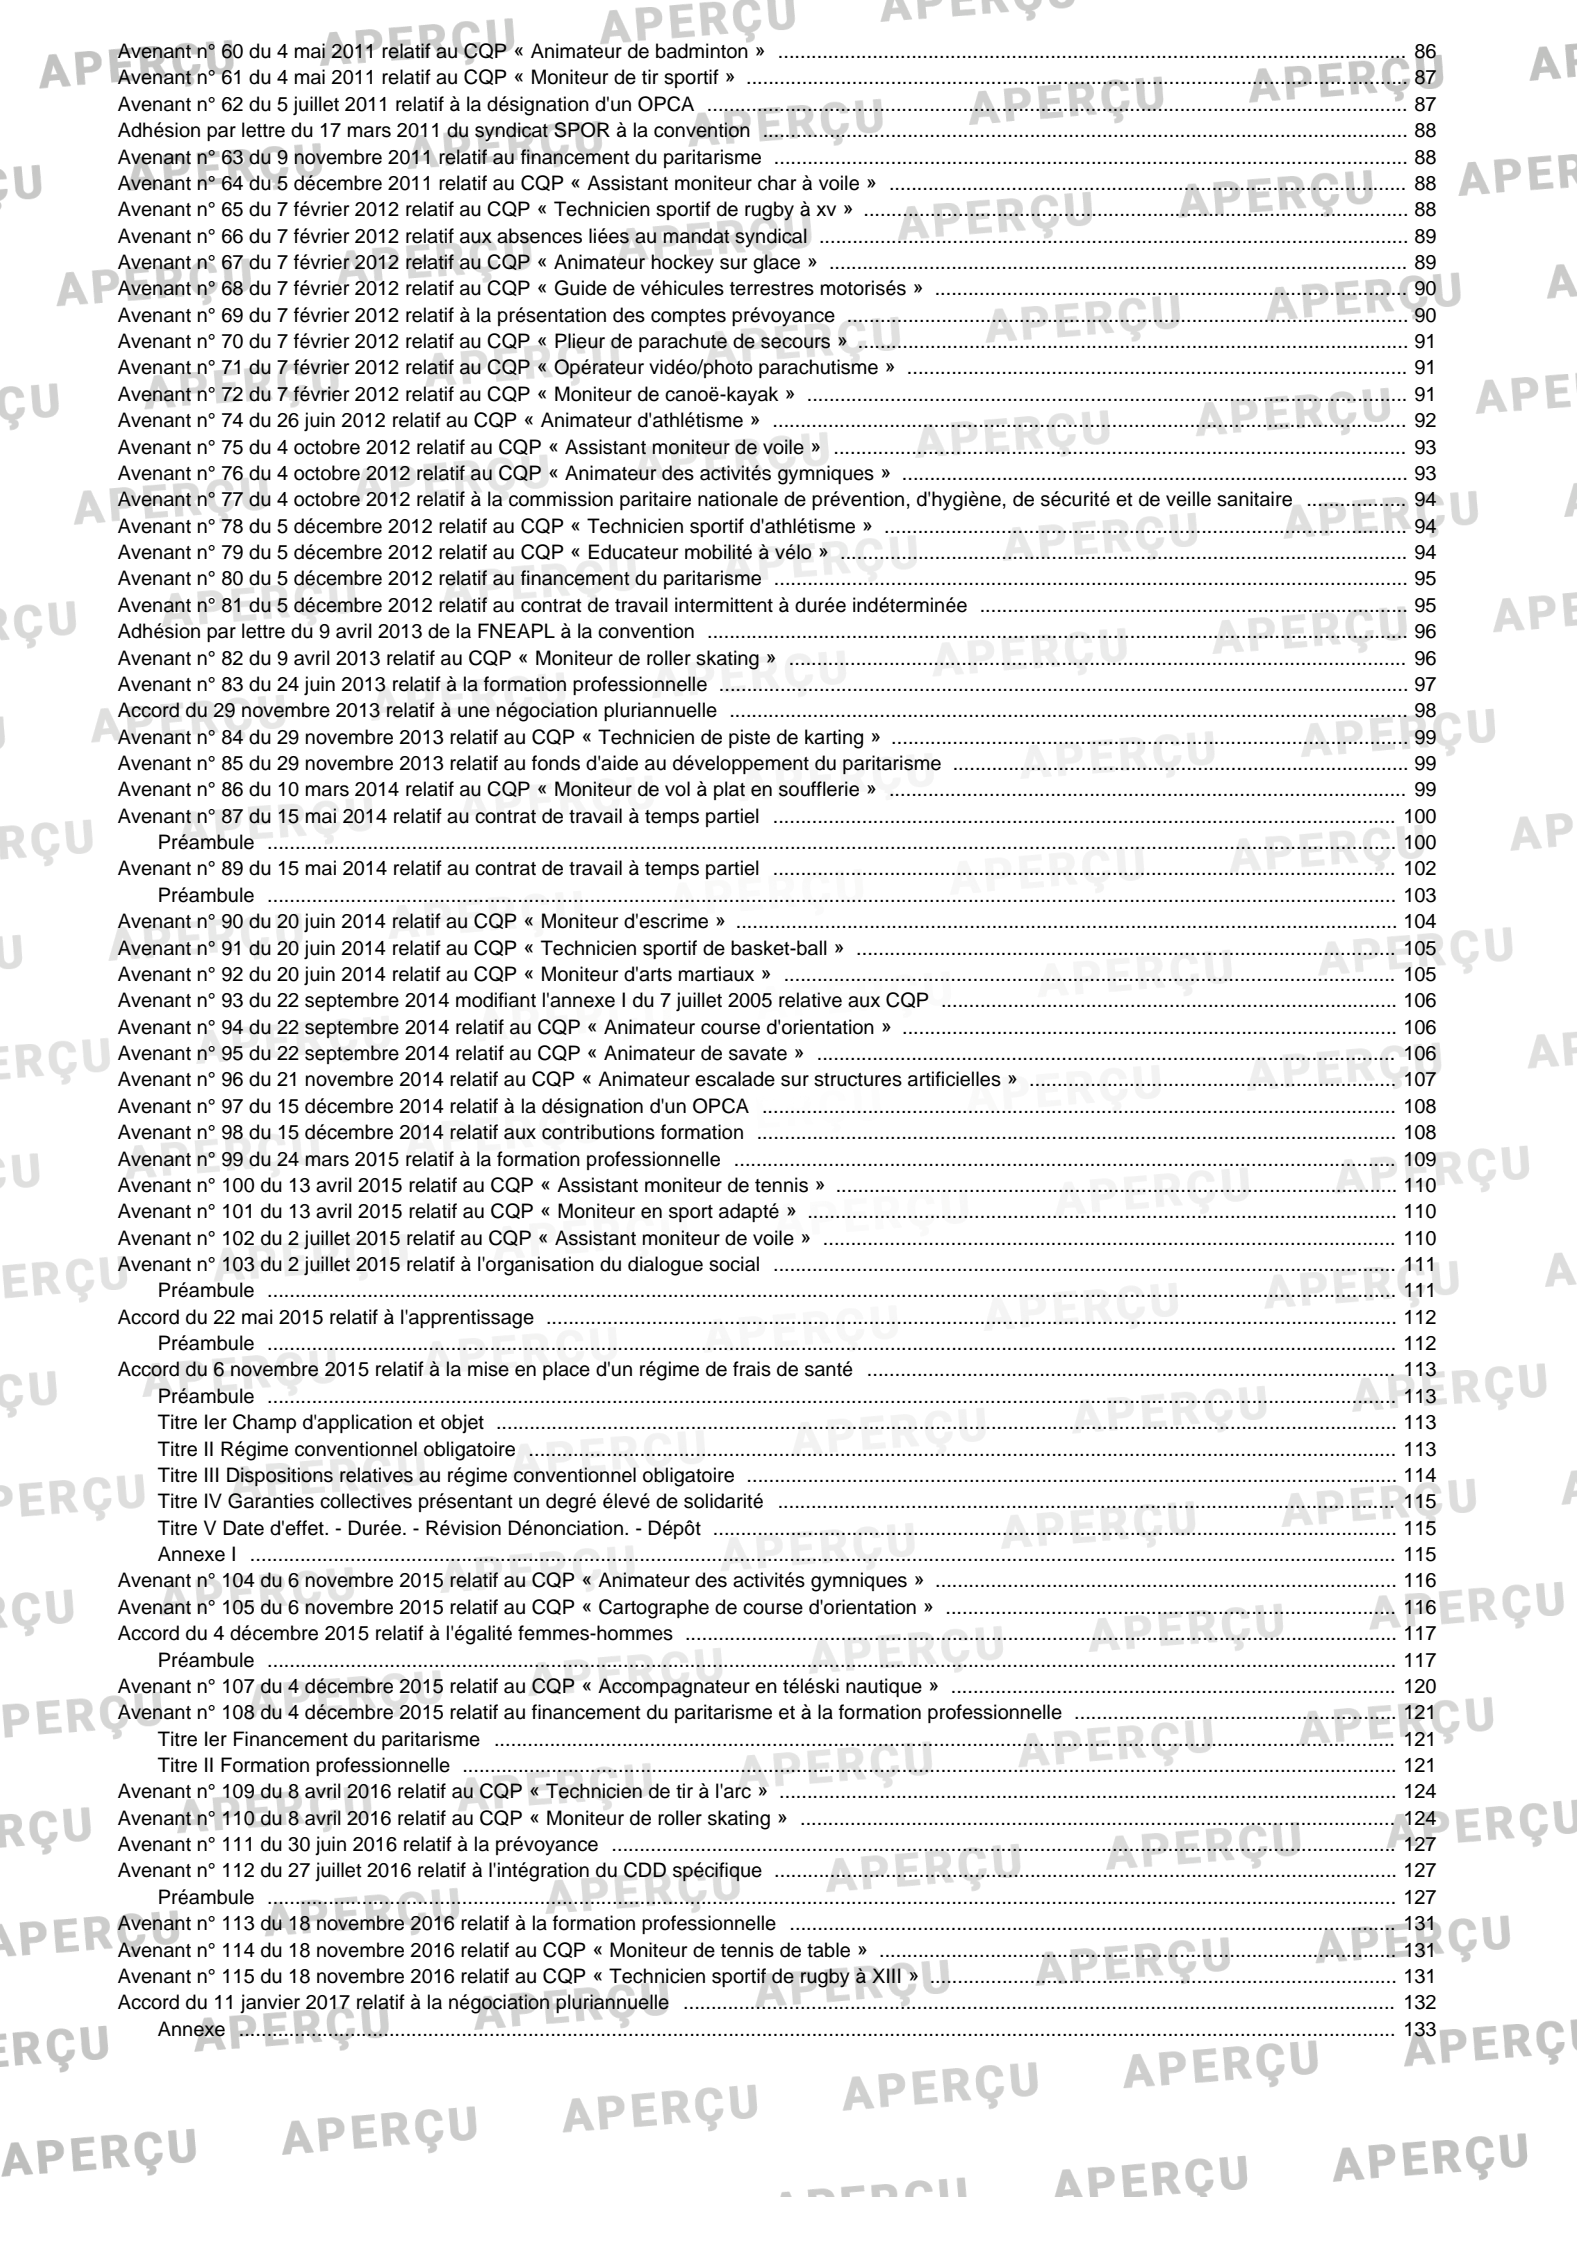 Avenant n° 60 du 4 mai 2011 relatif au CQP « Animateur de badminton » 86
Avenant n° 61 du 4 mai 2011 relatif au CQP « Moniteur de tir sportif » 87
Avenant n° 62 du 5 juillet 2011 relatif à la désignation d'un OPCA 87
Adhésion par lettre du 17 mars 2011 du syndicat SPOR à la convention 88
Avenant n° 63 du 9 novembre 2011 relatif au financement du paritarisme 88
Avenant n° 64 du 5 décembre 2011 relatif au CQP « Assistant moniteur char à voile » 88
Avenant n° 65 du 7 février 2012 relatif au CQP « Technicien sportif de rugby à xv » 88
Avenant n° 66 du 7 février 2012 relatif aux absences liées au mandat syndical 89
Avenant n° 67 du 7 février 2012 relatif au CQP « Animateur hockey sur glace » 89
Avenant n° 68 du 7 février 2012 relatif au CQP « Guide de véhicules terrestres motorisés » 90
Avenant n° 69 du 7 février 2012 relatif à la présentation des comptes prévoyance 90
Avenant n° 70 du 7 février 2012 relatif au CQP « Plieur de parachute de secours » 91
Avenant n° 71 du 7 février 2012 relatif au CQP « Opérateur vidéo/photo parachutisme » 91
Avenant n° 72 du 7 février 2012 relatif au CQP « Moniteur de canoë-kayak » 91
Avenant n° 74 du 26 juin 2012 relatif au CQP « Animateur d'athlétisme » 92
Avenant n° 75 du 4 octobre 2012 relatif au CQP « Assistant moniteur de voile » 93
Avenant n° 76 du 4 octobre 2012 relatif au CQP « Animateur des activités gymniques » 93
Avenant n° 77 du 4 octobre 2012 relatif à la commission paritaire nationale de prévention, d'hygiène, de sécurité et de veille sanitaire 94
Avenant n° 78 du 5 décembre 2012 relatif au CQP « Technicien sportif d'athlétisme » 94
Avenant n° 79 du 5 décembre 2012 relatif au CQP « Educateur mobilité à vélo » 94
Avenant n° 80 du 5 décembre 2012 relatif au financement du paritarisme 95
Avenant n° 81 du 5 décembre 2012 relatif au contrat de travail intermittent à durée indéterminée 95
Adhésion par lettre du 9 avril 2013 de la FNEAPL à la convention 96
Avenant n° 82 du 9 avril 2013 relatif au CQP « Moniteur de roller skating » 96
Avenant n° 83 du 24 juin 2013 relatif à la formation professionnelle 97
Accord du 29 novembre 2013 relatif à une négociation pluriannuelle 98
Avenant n° 84 du 29 novembre 2013 relatif au CQP « Technicien de piste de karting » 99
Avenant n° 85 du 29 novembre 2013 relatif au fonds d'aide au développement du paritarisme 99
Avenant n° 86 du 10 mars 2014 relatif au CQP « Moniteur de vol à plat en soufflerie » 99
Avenant n° 87 du 15 mai 2014 relatif au contrat de travail à temps partiel 100
Préambule 100
Avenant n° 89 du 15 mai 2014 relatif au contrat de travail à temps partiel 102
Préambule 103
Avenant n° 90 du 20 juin 2014 relatif au CQP « Moniteur d'escrime » 104
Avenant n° 91 du 20 juin 2014 relatif au CQP « Technicien sportif de basket-ball » 105
Avenant n° 92 du 20 juin 2014 relatif au CQP « Moniteur d'arts martiaux » 105
Avenant n° 93 du 22 septembre 2014 modifiant l'annexe I du 7 juillet 2005 relative aux CQP 106
Avenant n° 94 du 22 septembre 2014 relatif au CQP « Animateur course d'orientation » 106
Avenant n° 95 du 22 septembre 2014 relatif au CQP « Animateur de savate » 106
Avenant n° 96 du 21 novembre 2014 relatif au CQP « Animateur escalade sur structures artificielles » 107
Avenant n° 97 du 15 décembre 2014 relatif à la désignation d'un OPCA 108
Avenant n° 98 du 15 décembre 2014 relatif aux contributions formation 108
Avenant n° 99 du 24 mars 2015 relatif à la formation professionnelle 109
Avenant n° 100 du 13 avril 2015 relatif au CQP « Assistant moniteur de tennis » 110
Avenant n° 101 du 13 avril 2015 relatif au CQP « Moniteur en sport adapté » 110
Avenant n° 102 du 2 juillet 2015 relatif au CQP « Assistant moniteur de voile » 110
Avenant n° 103 du 2 juillet 2015 relatif à l'organisation du dialogue social 111
Préambule 111
Accord du 22 mai 2015 relatif à l'apprentissage 112
Préambule 112
Accord du 6 novembre 2015 relatif à la mise en place d'un régime de frais de santé 113
Préambule 113
Titre Ier Champ d'application et objet 113
Titre II Régime conventionnel obligatoire 113
Titre III Dispositions relatives au régime conventionnel obligatoire 114
Titre IV Garanties collectives présentant un degré élevé de solidarité 115
Titre V Date d'effet. - Durée. - Révision Dénonciation. - Dépôt 115
Annexe I 115
Avenant n° 104 du 6 novembre 2015 relatif au CQP « Animateur des activités gymniques » 116
Avenant n° 105 du 6 novembre 2015 relatif au CQP « Cartographe de course d'orientation » 116
Accord du 4 décembre 2015 relatif à l'égalité femmes-hommes 117
Préambule 117
Avenant n° 107 du 4 décembre 2015 relatif au CQP « Accompagnateur en téléski nautique » 120
Avenant n° 108 du 4 décembre 2015 relatif au financement du paritarisme et à la formation professionnelle 121
Titre Ier Financement du paritarisme 121
Titre II Formation professionnelle 121
Avenant n° 109 du 8 avril 2016 relatif au CQP « Technicien de tir à l'arc » 124
Avenant n° 110 du 8 avril 2016 relatif au CQP « Moniteur de roller skating » 124
Avenant n° 111 du 30 juin 2016 relatif à la prévoyance 127
Avenant n° 112 du 27 juillet 2016 relatif à l'intégration du CDD spécifique 127
Préambule 127
Avenant n° 113 du 18 novembre 2016 relatif à la formation professionnelle 131
Avenant n° 114 du 18 novembre 2016 relatif au CQP « Moniteur de tennis de table » 131
Avenant n° 115 du 18 novembre 2016 relatif au CQP « Technicien sportif de rugby à XIII » 131
Accord du 11 janvier 2017 relatif à la négociation pluriannuelle 132
Annexe 133
APERÇU